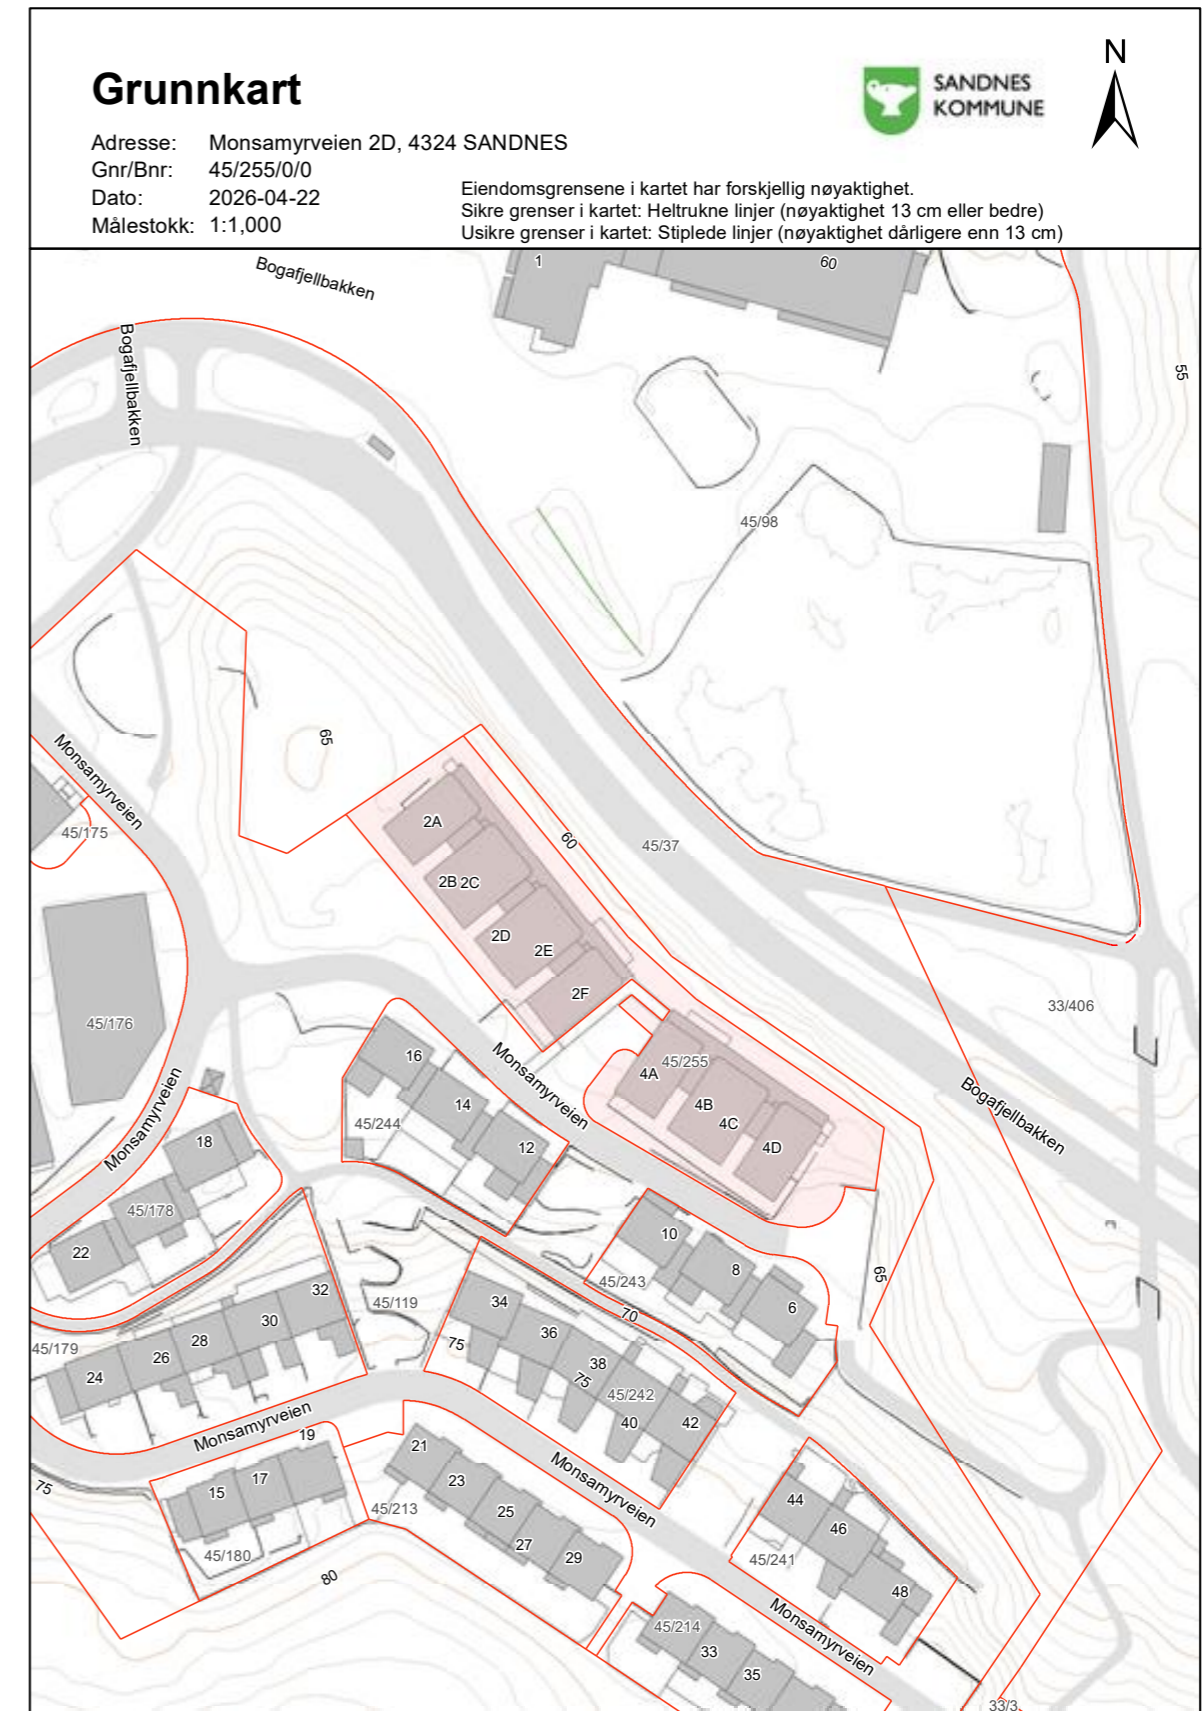 Grunnkart
SANDNES
KOMMUNE
N
Adresse: Monsamyrveien 2D, 4324 SANDNES
Gnr/Bnr: 45/255/0/0
Dato: 2026-04-22
Målestokk: 1:1,000
Eiendomsgrensene i kartet har forskjellig nøyaktighet.
Sikre grenser i kartet: Heltrukne linjer (nøyaktighet 13 cm eller bedre)
Usikre grenser i kartet: Stiplede linjer (nøyaktighet dårligere enn 13 cm)
Bogafjellbakken
1
60
Bogafjellbakken
55
45/98
65
Monsamyrveien
45/175
2A
60
45/37
2B
2C
2D
2E
2F
45/176
33/406
16
Monsamyrveien
45/255
4A
4B
4C
4D
Bogafjellbakken
14
45/244
12
Monsamyrveien
18
45/178
22
10
8
6
45/243
65
32
45/119
34
70
30
28
36
75
45/179
26
38
75
24
45/242
40
42
Monsamyrveien
19
21
17
23
15
Monsamyrveien
75
45/213
25
44
27
46
45/180
29
45/241
80
48
45/214
33
Monsamyrveien
35
33/3